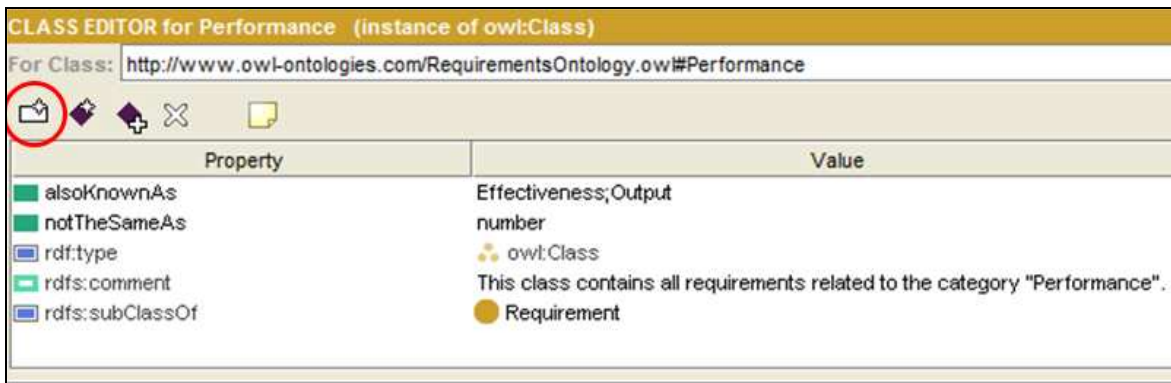 CLASS EDITOR for Performance (instance of owl:Class)
For Class: http://www.owl-ontologies.com/RequirementsOntology.owl#Performance
Property Value
alsoKnownAs Effectiveness;Output
notTheSameAs number
rdf:type owl:Class
rdfs:comment This class contains all requirements related to the category "Performance".
rdfs:subClassOf Requirement